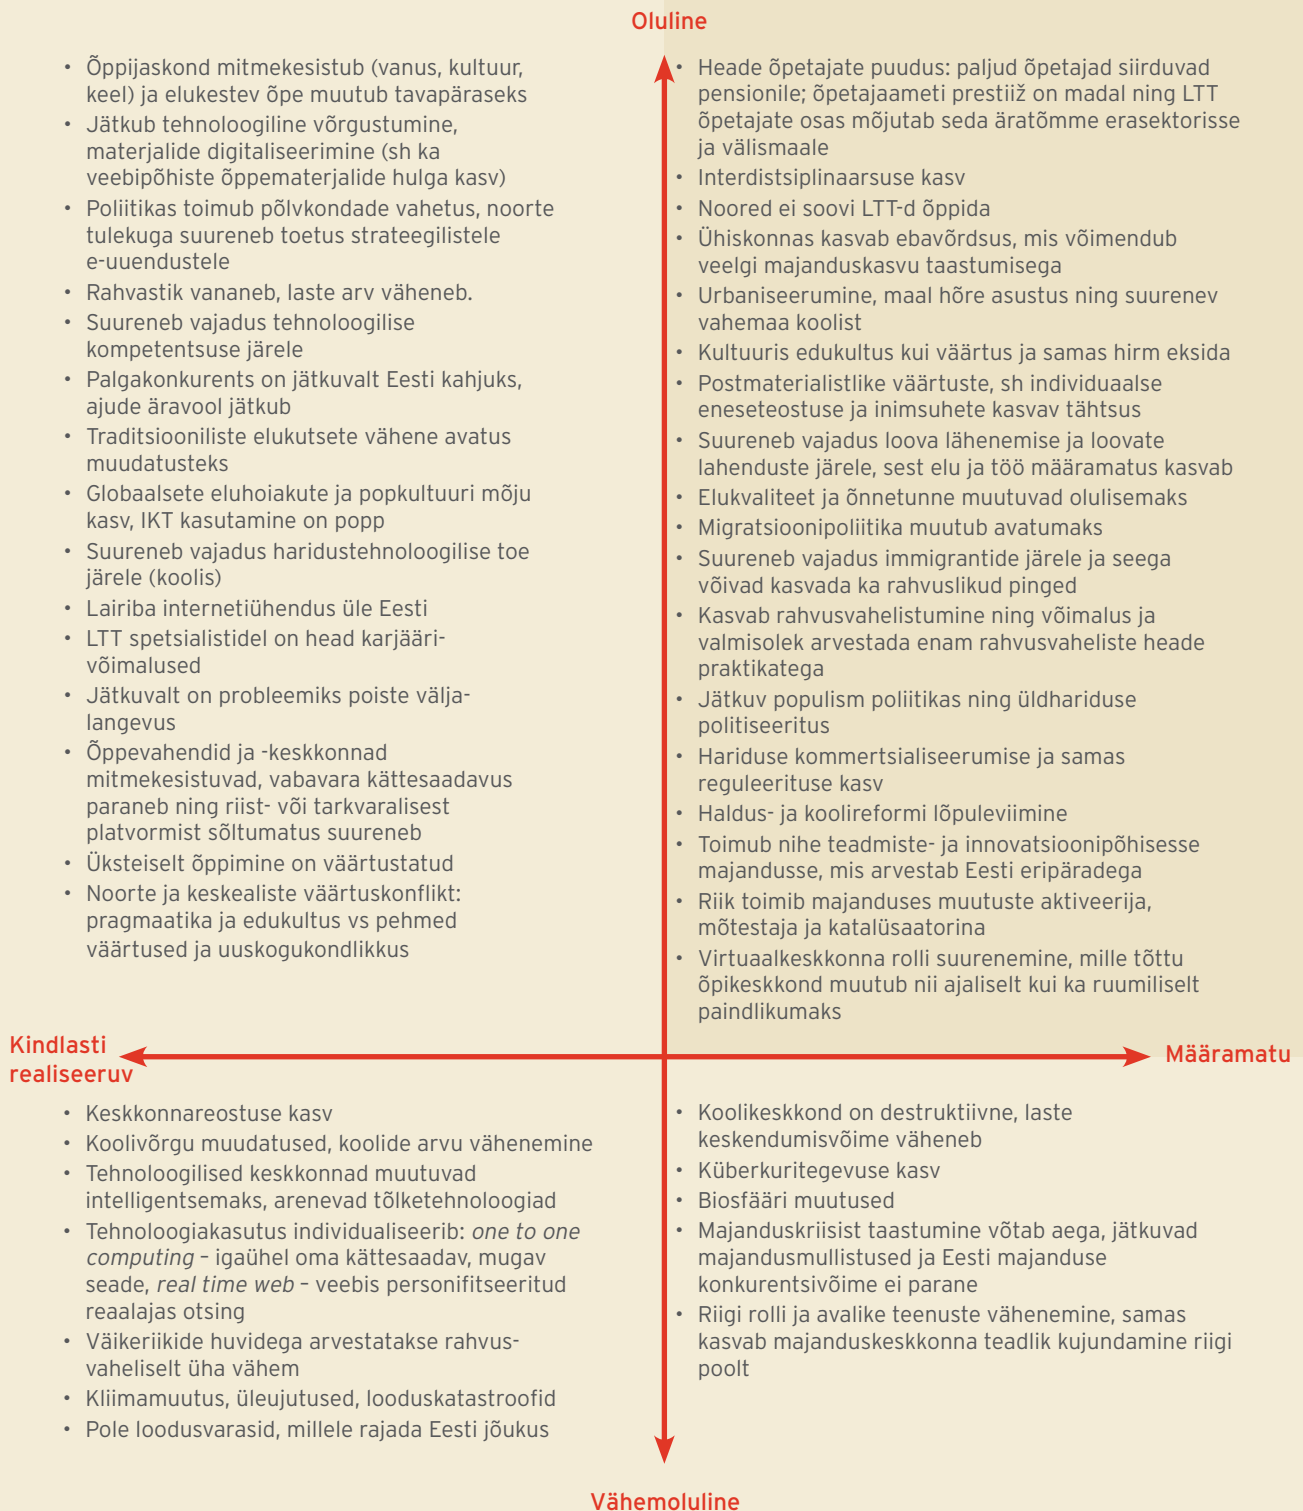 Oluline
• Õppijaskond mitmekesistub (vanus, kultuur,
keel) ja elukestev õpe muutub tavapäraseks
• Jätkub tehnoloogiline võrgustumine,
materjalide digitaliseerimine (sh ka
veebipõhiste õppematerjalide hulga kasv)
• Poliitikas toimub põlvkondade vahetus, noorte
tulekuga suureneb toetus strateegilistele
e-uuendustele
• Rahvastik vananeb, laste arv väheneb.
• Suureneb vajadus tehnoloogilise
kompetentsuse järele
• Palgakonkurents on jätkuvalt Eesti kahjuks,
ajude äravool jätkub
• Traditsiooniliste elukutsete vähene avatus
muudatusteks
• Globaalsete eluhoiakute ja popkultuuri mõju
kasv, IKT kasutamine on popp
• Suureneb vajadus haridustehnoloogilise toe
järele (koolis)
• Lairiba internetiühendus üle Eesti
• LTT spetsialistidel on head karjääri-
võimalused
• Jätkuvalt on probleemiks poiste välja-
langevus
• Õppevahendid ja -keskkonnad
mitmekesistuvad, vabavara kättesaadavus
paraneb ning riist- või tarkvaralisest
platvormist sõltumatus suureneb
• Üksteiselt õppimine on väärtustatud
• Noorte ja keskealiste väärtuskonflikt:
pragmaatika ja edukultus vs pehmed
väärtused ja uuskogukondlikkus
• Heade õpetajate puudus: paljud õpetajad siirduvad
pensionile; õpetajaameti prestiiž on madal ning LTT
õpetajate osas mõjutab seda äratõmme erasektorisse
ja välismaale
• Interdistsiplinaarsuse kasv
• Noored ei soovi LTT-d õppida
• Ühiskonnas kasvab ebavõrdsus, mis võimendub
veelgi majanduskasvu taastumisega
• Urbaniseerumine, maal hõre asustus ning suurenev
vahemaa koolist
• Kultuuris edukultus kui väärtus ja samas hirm eksida
• Postmaterialistlike väärtuste, sh individuaalse
eneseteostuse ja inimsuhete kasvav tähtsus
• Suureneb vajadus loova lähenemise ja loovate
lahenduste järele, sest elu ja töö määramatus kasvab
• Elukvaliteet ja õnnetunne muutuvad olulisemaks
• Migratsioonipoliitika muutub avatumaks
• Suureneb vajadus immigrantide järele ja seega
võivad kasvada ka rahvuslikud pinged
• Kasvab rahvusvahelistumine ning võimalus ja
valmisolek arvestada enam rahvusvaheliste heade
praktikatega
• Jätkuv populism poliitikas ning üldhariduse
politiseeritus
• Hariduse kommertsialiseerumise ja samas
reguleerituse kasv
• Haldus- ja koolireformi lõpuleviimine
• Toimub nihe teadmiste- ja innovatsioonipõhisesse
majandusse, mis arvestab Eesti eripäradega
• Riik toimib majanduses muutuste aktiveerija,
mõtestaja ja katalüsaatorina
• Virtuaalkeskkonna rolli suurenemine, mille tõttu
õpikeskkond muutub nii ajaliselt kui ka ruumiliselt
paindlikumaks
Kindlasti
realiseeruv
Määramatu
• Keskkonnareostuse kasv
• Koolivõrgu muudatused, koolide arvu vähenemine
• Tehnoloogilised keskkonnad muutuvad
intelligentsemaks, arenevad tõlketehnoloogiad
• Tehnoloogiakasutus individualiseerib: one to one
computing – igaühel oma kättesaadav, mugav
seade, real time web – veebis personifitseeritud
reaalajas otsing
• Väikeriikide huvidega arvestatakse rahvus-
vaheliselt üha vähem
• Kliimamuutus, üleujutused, looduskatastroofid
• Pole loodusvarasid, millele rajada Eesti jõukus
• Koolikeskkond on destruktiivne, laste
keskendumisvõime väheneb
• Küberkuritegevuse kasv
• Biosfääri muutused
• Majanduskriisist taastumine võtab aega, jätkuvad
majandusmullistused ja Eesti majanduse
konkurentsivõime ei parane
• Riigi rolli ja avalike teenuste vähenemine, samas
kasvab majanduskeskkonna teadlik kujundamine riigi
poolt
Vähemoluline